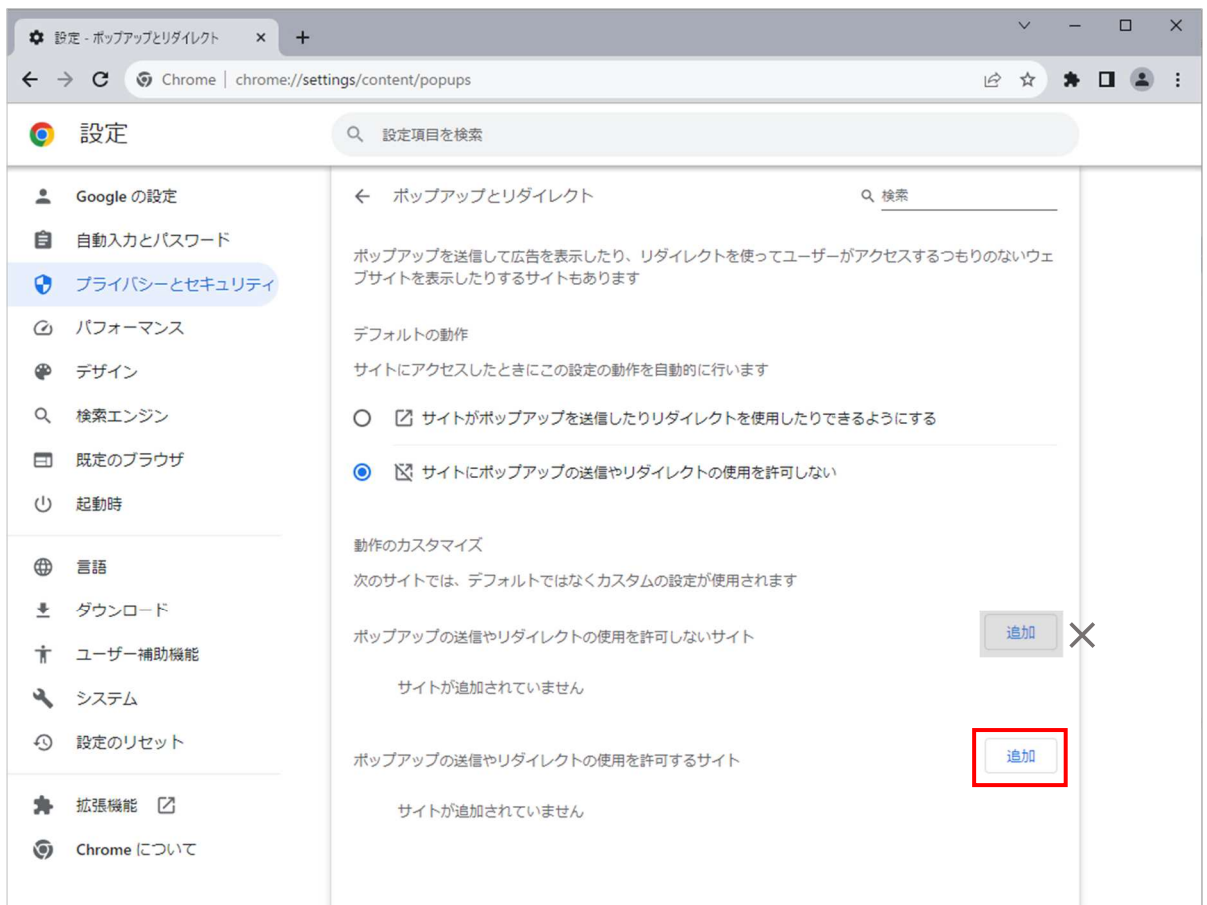 設定 - ポップアップとリダイレクト
Chrome | chrome://settings/content/popups
設定
設定項目を検索
Google の設定
自動入力とパスワード
プライバシーとセキュリティ
パフォーマンス
デザイン
検索エンジン
既定のブラウザ
起動時
言語
ダウンロード
ユーザー補助機能
システム
設定のリセット
拡張機能
Chrome について
ポップアップとリダイレクト
検索
ポップアップを送信して広告を表示したり、リダイレクトを使ってユーザーがアクセスするつもりのないウェ
ブサイトを表示したりするサイトもあります
デフォルトの動作
サイトにアクセスしたときにこの設定の動作を自動的に行います
サイトがポップアップを送信したりリダイレクトを使用したりできるようにする
サイトにポップアップの送信やリダイレクトの使用を許可しない
動作のカスタマイズ
次のサイトでは、デフォルトではなくカスタムの設定が使用されます
ポップアップの送信やリダイレクトの使用を許可しないサイト
追加
サイトが追加されていません
ポップアップの送信やリダイレクトの使用を許可するサイト
追加
サイトが追加されていません